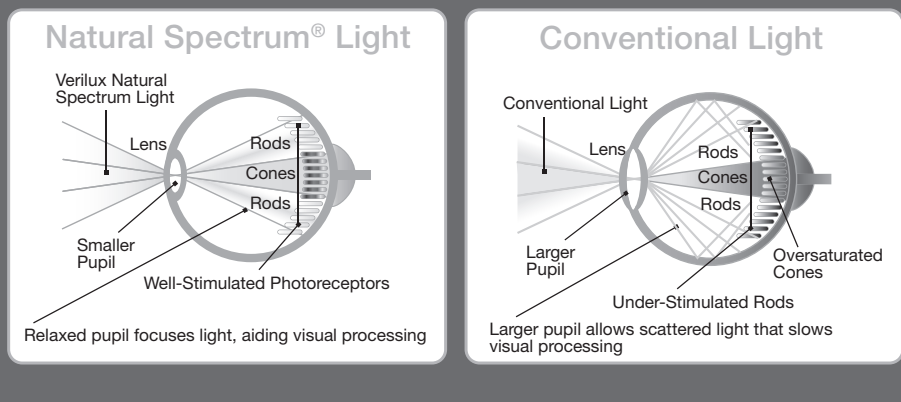 Natural Spectrum® Light
Verilux Natural
Spectrum Light
Lens
Rods
Cones
Rods
Smaller
Pupil
Well-Stimulated Photoreceptors
Relaxed pupil focuses light, aiding visual processing
Conventional Light
Conventional Light
Lens
Rods
Cones
Rods
Larger
Pupil
Oversaturated
Cones
Under-Stimulated Rods
Larger pupil allows scattered light that slows
visual processing